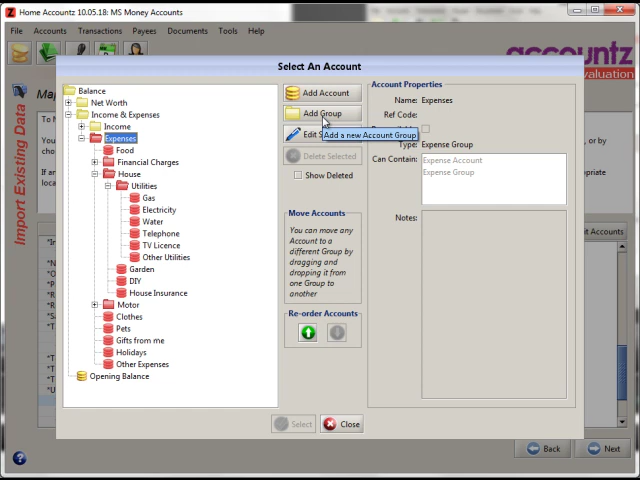 Home Accountz 10.05.18: MS Money Accounts
File Accounts Transactions Payees Documents Tools Help
accountz
valuation
Import Existing Data
Select An Account
Balance
Net Worth
Income & Expenses
Income
Expenses
Food
Financial Charges
House
Utilities
Gas
Electricity
Water
Telephone
TV Licence
Other Utilities
Garden
DIY
House Insurance
Motor
Clothes
Pets
Gifts from me
Holidays
Other Expenses
Opening Balance
Add Account
Add Group
Add a new Account Group
Delete Selected
Show Deleted
Move Accounts
You can move any
Account to a
different Group by
dragging and
dropping it from
one Group to
another
Re-order Accounts
Select
Close
Account Properties
Name: Expenses
Ref Code:
Type: Expense Group
Can Contain: Expense Account
Expense Group
Notes:
Back
Next